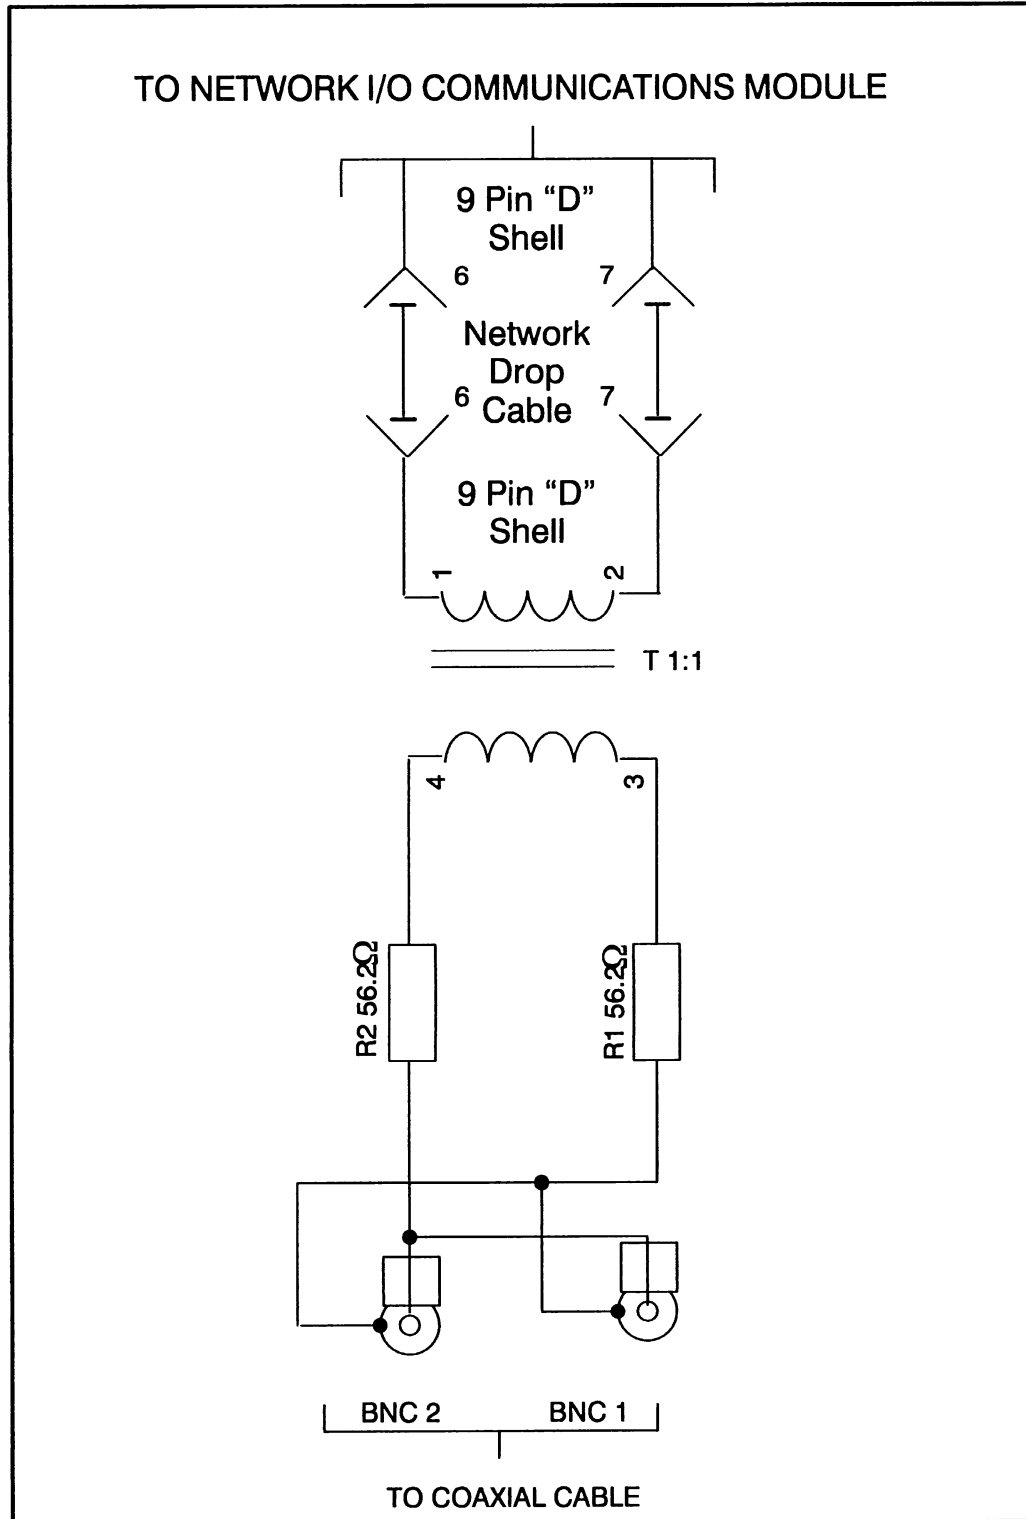 TO NETWORK I/O COMMUNICATIONS MODULE
9 Pin “D”
Shell
6
7
Network
Drop
Cable
6
7
9 Pin “D”
Shell
1
2
T 1:1
4
3
R2 56.2Ω
R1 56.2Ω
BNC 2
BNC 1
TO COAXIAL CABLE